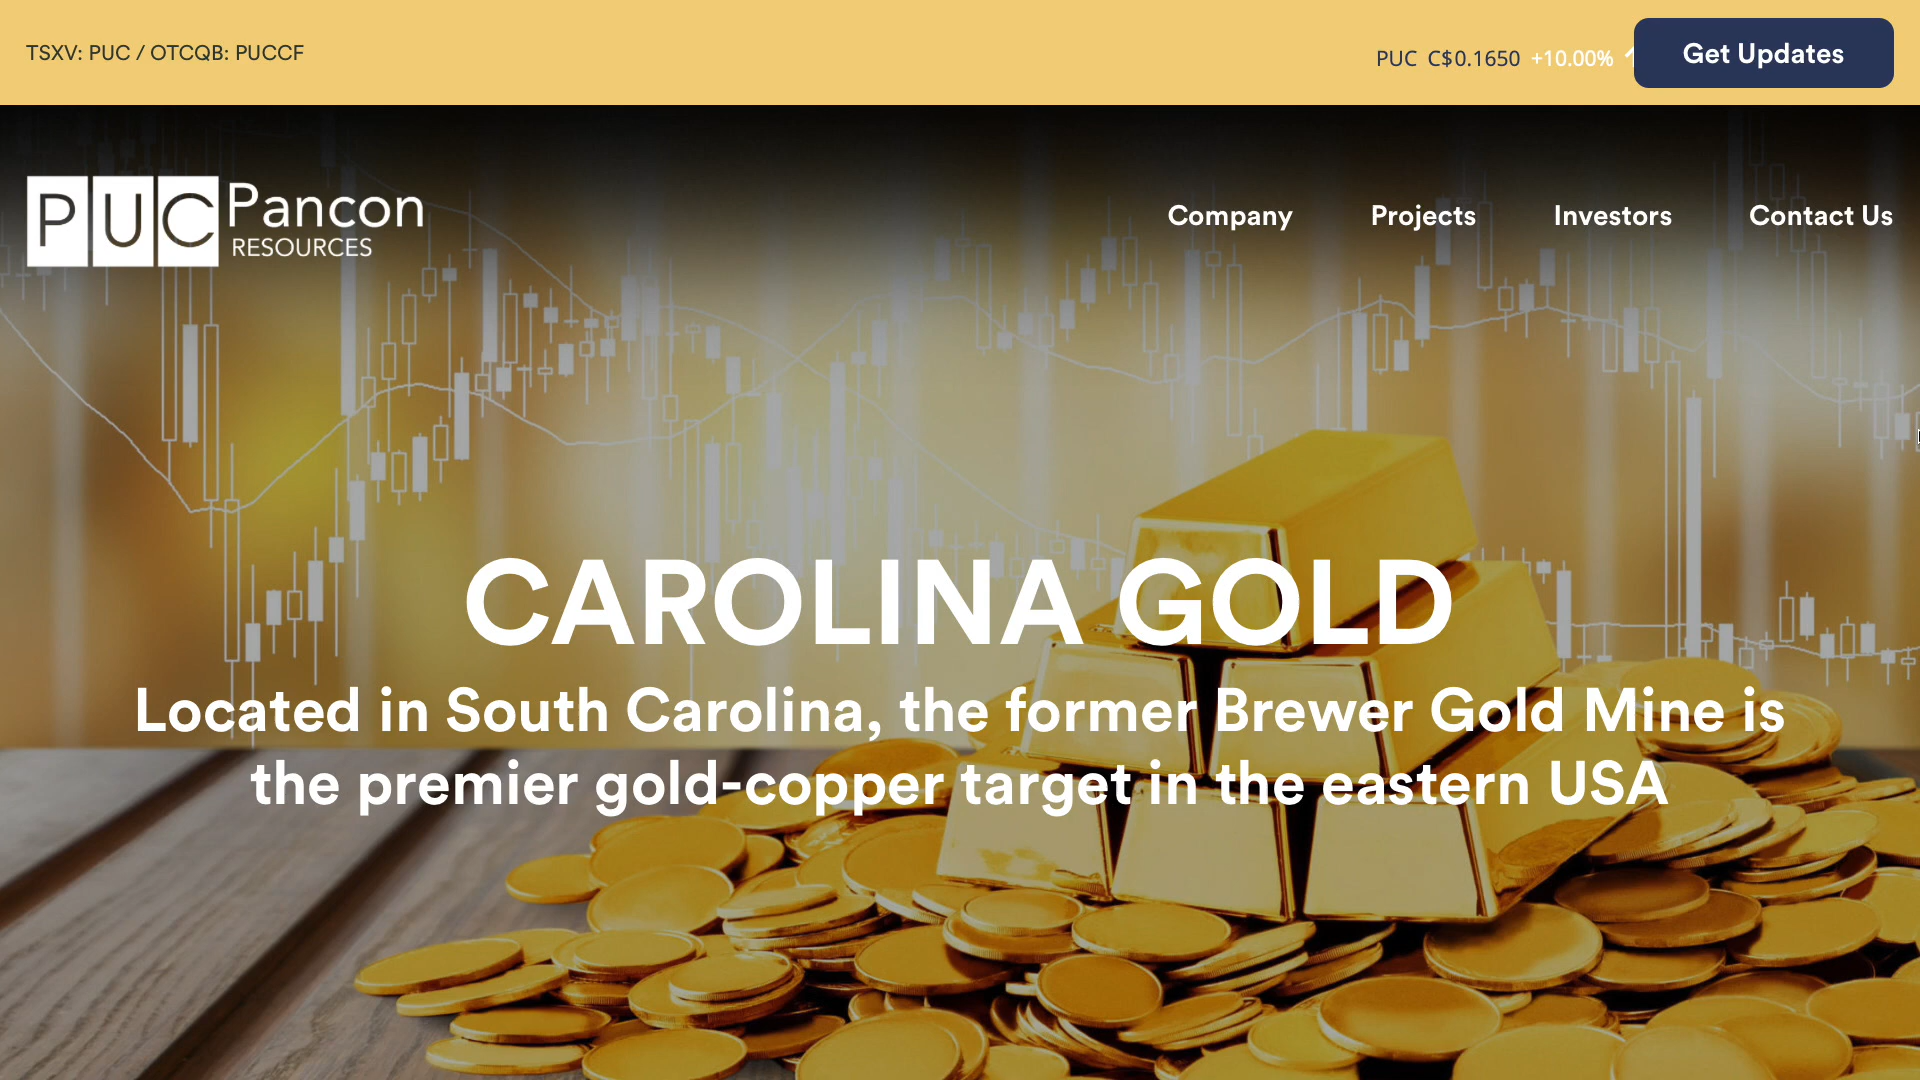 TSXV: PUC / OTCQB: PUCCF
PUC C$0.1650 +10.00%
Get Updates
PUC Pancon
RESOURCES
Company
Projects
Investors
Contact Us
CAROLINA GOLD
Located in South Carolina, the former Brewer Gold Mine is
the premier gold-copper target in the eastern USA